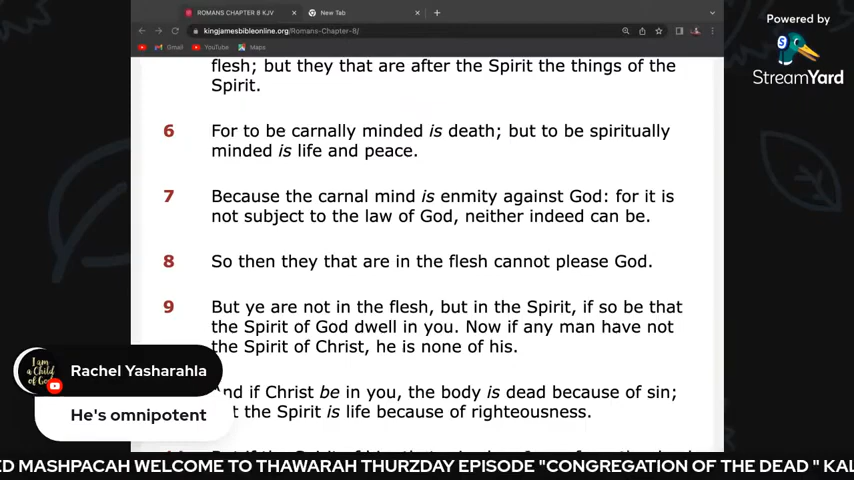 ROMANS CHAPTER 8 KJV
New Tab
kingjamesbibleonline.org/Romans-Chapter-8/
Gmail
YouTube
Maps
Powered by
StreamYard
flesh; but they that are after the Spirit the things of the
Spirit.
6 For to be carnally minded is death; but to be spiritually
minded is life and peace.
7 Because the carnal mind is enmity against God: for it is
not subject to the law of God, neither indeed can be.
8 So then they that are in the flesh cannot please God.
9 But ye are not in the flesh, but in the Spirit, if so be that
the Spirit of God dwell in you. Now if any man have not
the Spirit of Christ, he is none of his.
nd if Christ be in you, the body is dead because of sin;
t the Spirit is life because of righteousness.
I am
a Child
of God
Rachel Yasharahla
He's omnipotent
ED MASHPACAH WELCOME TO THAWARAH THURZDAY EPISODE "CONGREGATION OF THE DEAD " KAL